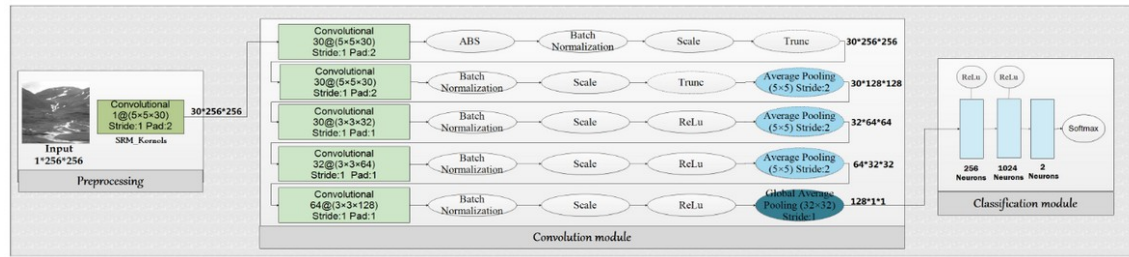 Input
1*256*256
Convolutional
1@(5×5×30)
Stride:1 Pad:2
SRM_Kernols
Preprocessing
30*256*256
Convolutional
30@(5×5×30)
Stride:1 Pad:2
ABS
Batch
Normalization
Scale
Trunc
30*256*256
Convolutional
30@(5×5×30)
Stride:1 Pad:2
Batch
Normalization
Scale
Trunc
Average Pooling
(5×5) Stride:2
30*128*128
Convolutional
30@(3×3×32)
Stride:1 Pad:1
Batch
Normalization
Scale
ReLu
Average Pooling
(5×5) Stride:2
32*64*64
Convolutional
32@(3×3×64)
Stride:1 Pad:1
Batch
Normalization
Scale
ReLu
Average Pooling
(5×5) Stride:2
64*32*32
Convolutional
64@(3×3×128)
Stride:1 Pad:1
Batch
Normalization
Scale
ReLu
Global Average
Pooling (32×32)
Stride:1
128*1*1
Convolution module
ReLu
ReLu
256
Neurons
1024
Neurons
2
Neurons
Softmax
Classification module